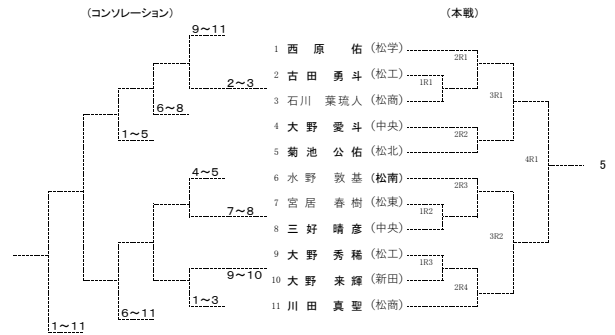 （コンソレーション） （本戦）
9～11
1 西原 佑 （松学）
2R1
2～3 2 古田 勇斗 （松工）
1R1
3 石川 葉琉人 （松商） 3R1
6～8
4 大野 愛斗 （中央）
1～5 2R2
5 菊池 公佑 （松北）
4R1 5
4～5 6 水野 敦基 （松南）
2R3
7 宮居 春樹 （松東）
7～8 1R2
8 三好 晴彦 （中央） 3R2
9 大野 秀稀 （松工）
1R3
9～10 10 大野 来輝 （新田）
2R4
1～3 11 川田 真聖 （松商）
6～11
1～11